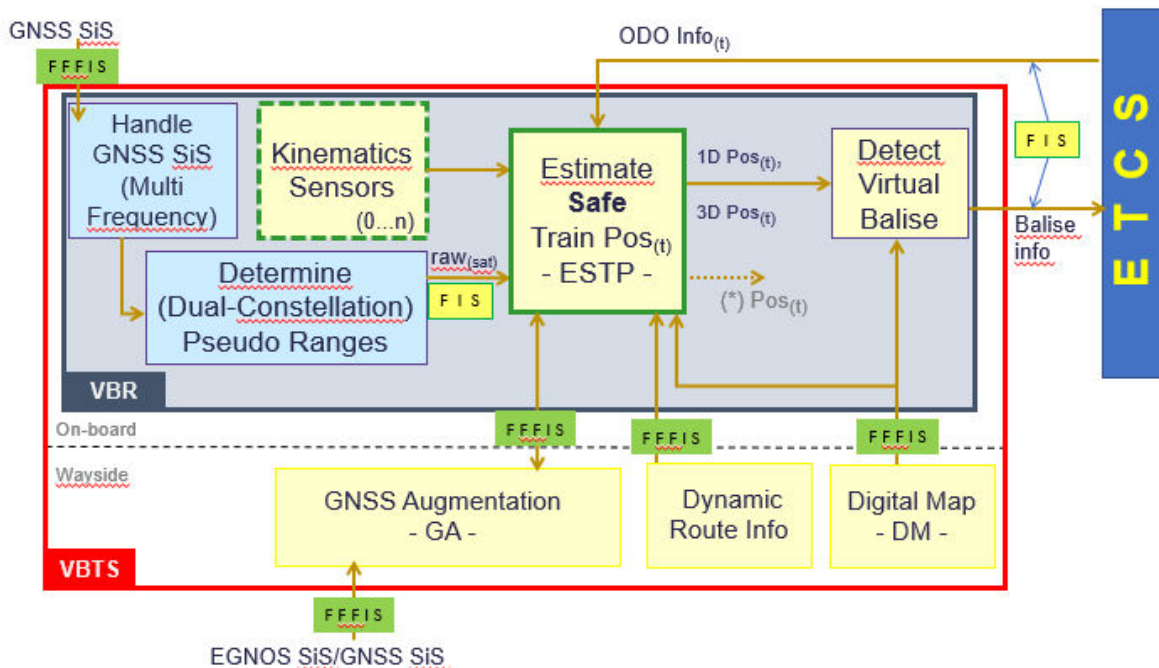 GNSS SiS
FFFIS
ODO Info(t)
Handle
GNSS SiS
(Multi
Frequency)
Kinematics
Sensors
(0...n)
Estimate
Safe
Train Pos(t)
- ESTP -
1D Pos(t),
3D Pos(t)
Detect
Virtual
Balise
FIS
ETCS
Balise
info
raw(sat)
FIS
Determine
(Dual-Constellation)
Pseudo Ranges
(*) Pos(t)
VBR
On-board
FFFIS
FFFIS
FFFIS
Wayside
GNSS Augmentation
- GA -
Dynamic
Route Info
Digital Map
- DM -
VBTS
FFFIS
EGNOS SiS/GNSS SiS